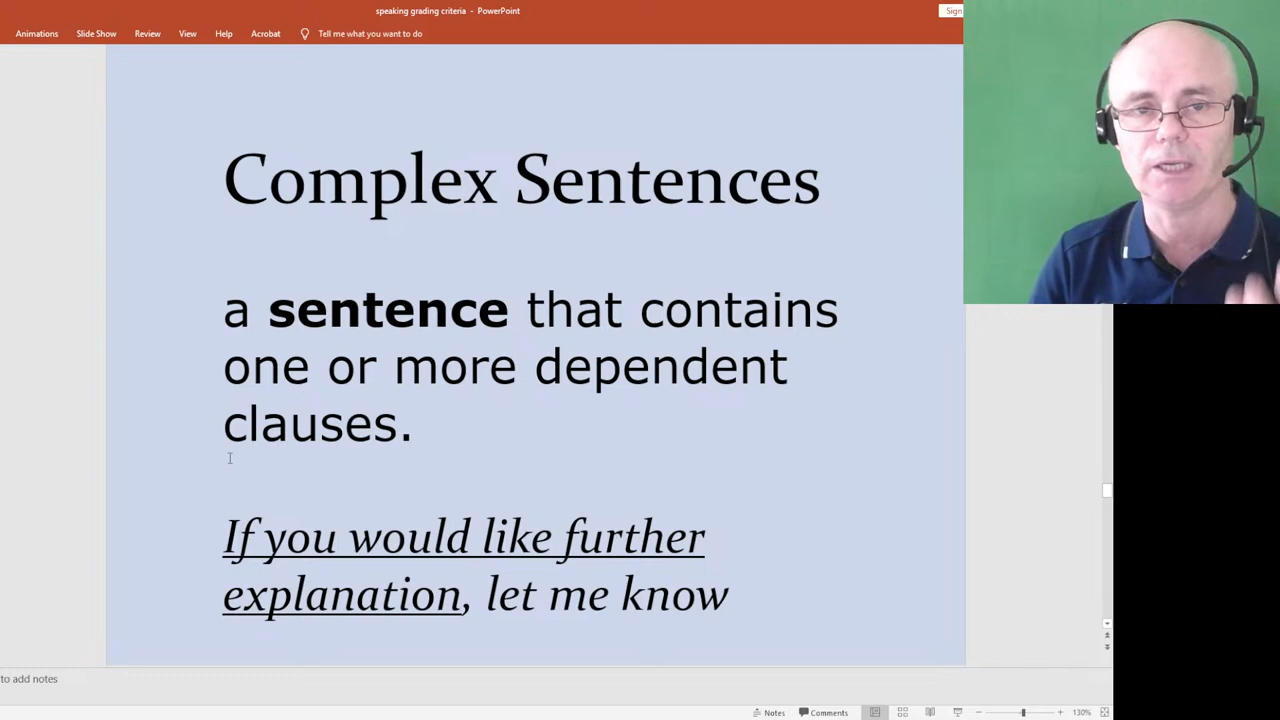 speaking grading criteria - PowerPoint
Sign
Animations Slide Show Review View Help Acrobat Tell me what you want to do
Complex Sentences
a sentence that contains
one or more dependent
clauses.
If you would like further
explanation, let me know
to add notes
Notes Comments 130%